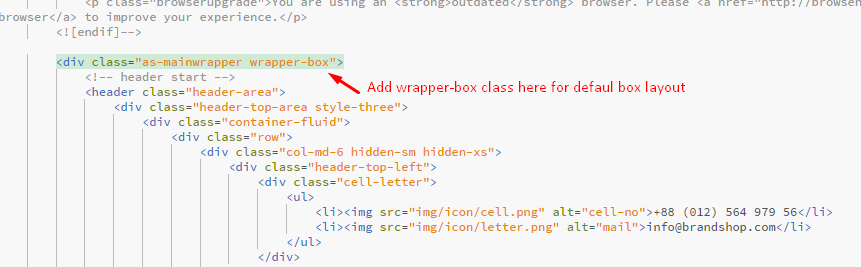 <p class="browserupgrade">You are using an <strong>outdated</strong> browser. Please <a href="http://browseh
browser</a> to improve your experience.</p>
<![endif]-->
<div class="as-mainwrapper wrapper-box">
<!-- header start -->
Add wrapper-box class here for defaul box layout
<header class="header-area">
<div class="header-top-area style-three">
<div class="container-fluid">
<div class="row">
<div class="col-md-6 hidden-sm hidden-xs">
<div class="header-top-left">
<div class="cell-letter">
<ul>
<li><img src="img/icon/cell.png" alt="cell-no">+88 (012) 564 979 56</li>
<li><img src="img/icon/letter.png" alt="mail">info@brandshop.com</li>
</ul>
</div>